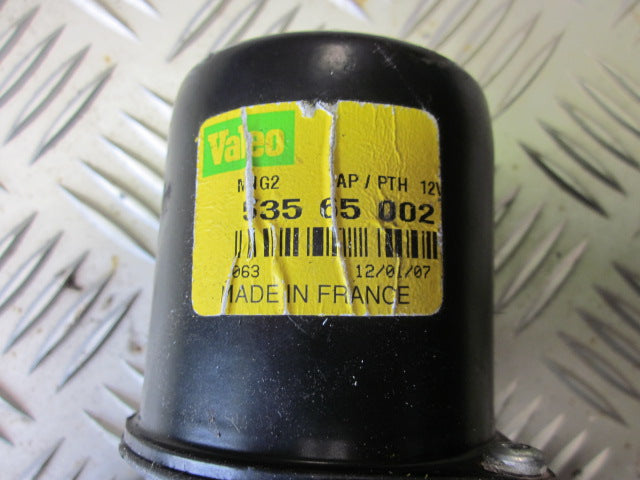 Valeo
MNG2 AP / PTH 12V
535 65 002
063 12/01/07
MADE IN FRANCE